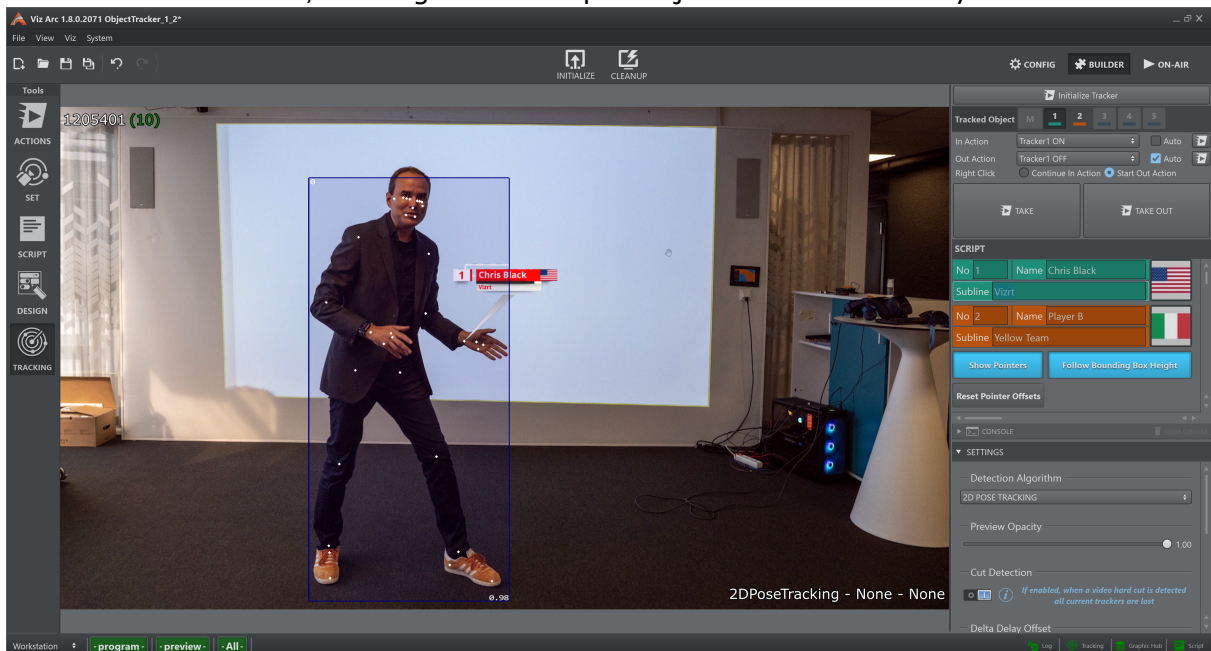 Viz Arc 1.8.0.2071 ObjectTracker_1_2*
File View Viz System
INITIALIZE CLEANUP
CONFIG BUILDER ON-AIR
Tools
ACTIONS
SET
SCRIPT
DESIGN
TRACKING
1205401 (10)
1 Chris Black
Vizrt
0.98
2DPoseTracking - None - None
Initialize Tracker
Tracked Object M 1 2 3 4 5
In Action Tracker1 ON Auto
Out Action Tracker1 OFF Auto
Right Click Continue In Action Start Out Action
TAKE TAKE OUT
SCRIPT
No 1 Name Chris Black
Subline Vizrt
No 2 Name Player B
Subline Yellow Team
Show Pointers Follow Bounding Box Height
Reset Pointer Offsets
CONSOLE
SETTINGS
Detection Algorithm
2D POSE TRACKING
Preview Opacity
1.00
Cut Detection
If enabled, when a video hard cut is detected
all current trackers are lost
Delta Delay Offset
Workstation -program- -preview- -All- Log Tracking Graphic Hub Script